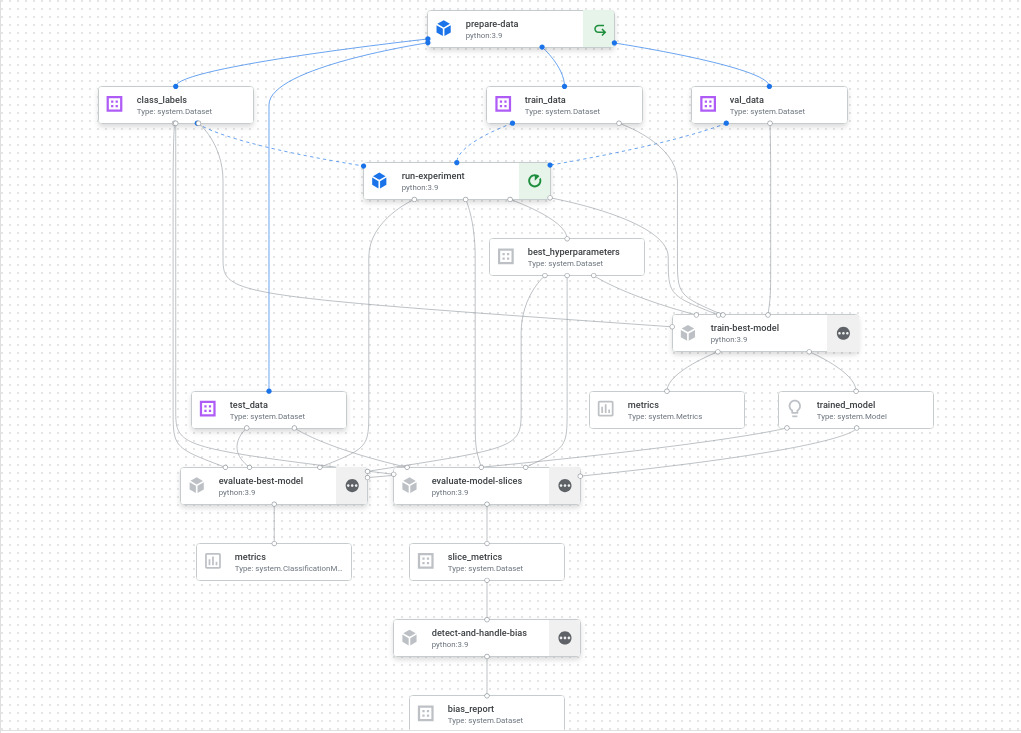 prepare-data
python:3.9
class_labels
Type: system.Dataset
train_data
Type: system.Dataset
val_data
Type: system.Dataset
run-experiment
python:3.9
best_hyperparameters
Type: system.Dataset
train-best-model
python:3.9
test_data
Type: system.Dataset
metrics
Type: system.Metrics
trained_model
Type: system.Model
evaluate-best-model
python:3.9
evaluate-model-slices
python:3.9
metrics
Type: system.ClassificationM...
slice_metrics
Type: system.Dataset
detect-and-handle-bias
python:3.9
bias_report
Type: system.Dataset